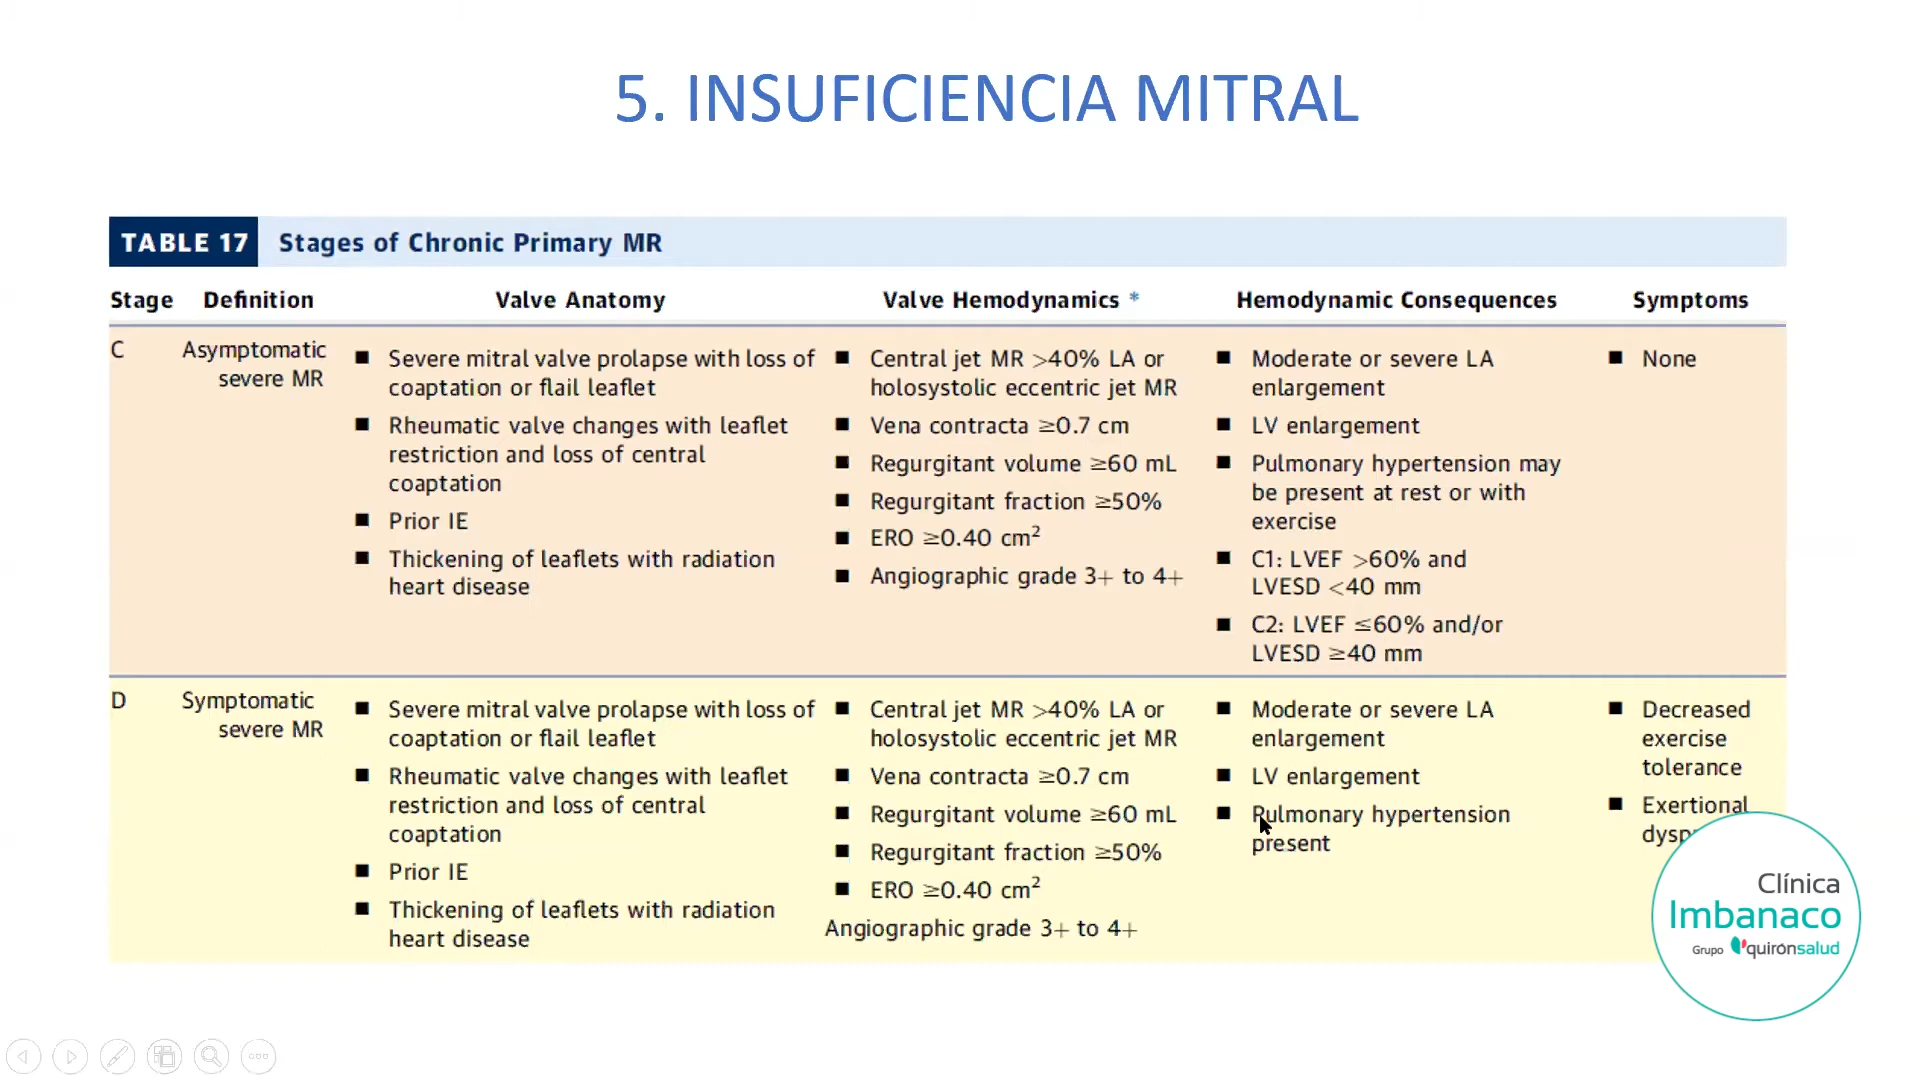 5. INSUFICIENCIA MITRAL
TABLE 17 Stages of Chronic Primary MR
Stage Definition Valve Anatomy Valve Hemodynamics * Hemodynamic Consequences Symptoms
C
Asymptomatic
severe MR
■ Severe mitral valve prolapse with loss of
coaptation or flail leaflet
■ Rheumatic valve changes with leaflet
restriction and loss of central
coaptation
■ Prior IE
■ Thickening of leaflets with radiation
heart disease
■ Central jet MR >40% LA or
holosystolic eccentric jet MR
■ Vena contracta ≥0.7 cm
■ Regurgitant volume ≥60 mL
■ Regurgitant fraction ≥50%
■ ERO ≥0.40 cm²
■ Angiographic grade 3+ to 4+
■ Moderate or severe LA
enlargement
■ LV enlargement
■ Pulmonary hypertension may
be present at rest or with
exercise
■ C1: LVEF >60% and
LVESD <40 mm
■ C2: LVEF ≤60% and/or
LVESD ≥40 mm
■ None
D
Symptomatic
severe MR
■ Severe mitral valve prolapse with loss of
coaptation or flail leaflet
■ Rheumatic valve changes with leaflet
restriction and loss of central
coaptation
■ Prior IE
■ Thickening of leaflets with radiation
heart disease
■ Central jet MR >40% LA or
holosystolic eccentric jet MR
■ Vena contracta ≥0.7 cm
■ Regurgitant volume ≥60 mL
■ Regurgitant fraction ≥50%
■ ERO ≥0.40 cm²
Angiographic grade 3+ to 4+
■ Moderate or severe LA
enlargement
■ LV enlargement
■ Pulmonary hypertension
present
■ Decreased
exercise
tolerance
■ Exertional
Clínica
Imbanaco
Grupo quirónsalud